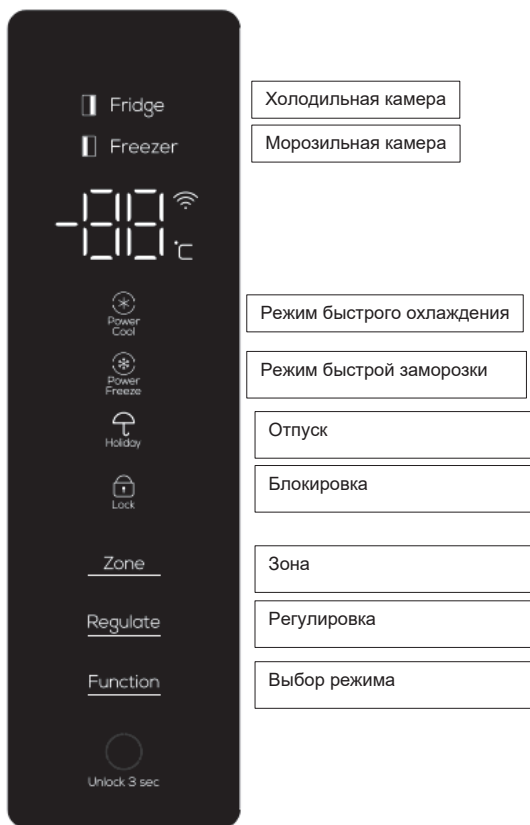 Fridge
Холодильная камера
Freezer
Морозильная камера
-88
°C
Power
Cool
Режим быстрого охлаждения
Power
Freeze
Режим быстрой заморозки
Holiday
Отпуск
Lock
Блокировка
Zone
Зона
Regulate
Регулировка
Function
Выбор режима
Unlock 3 sec